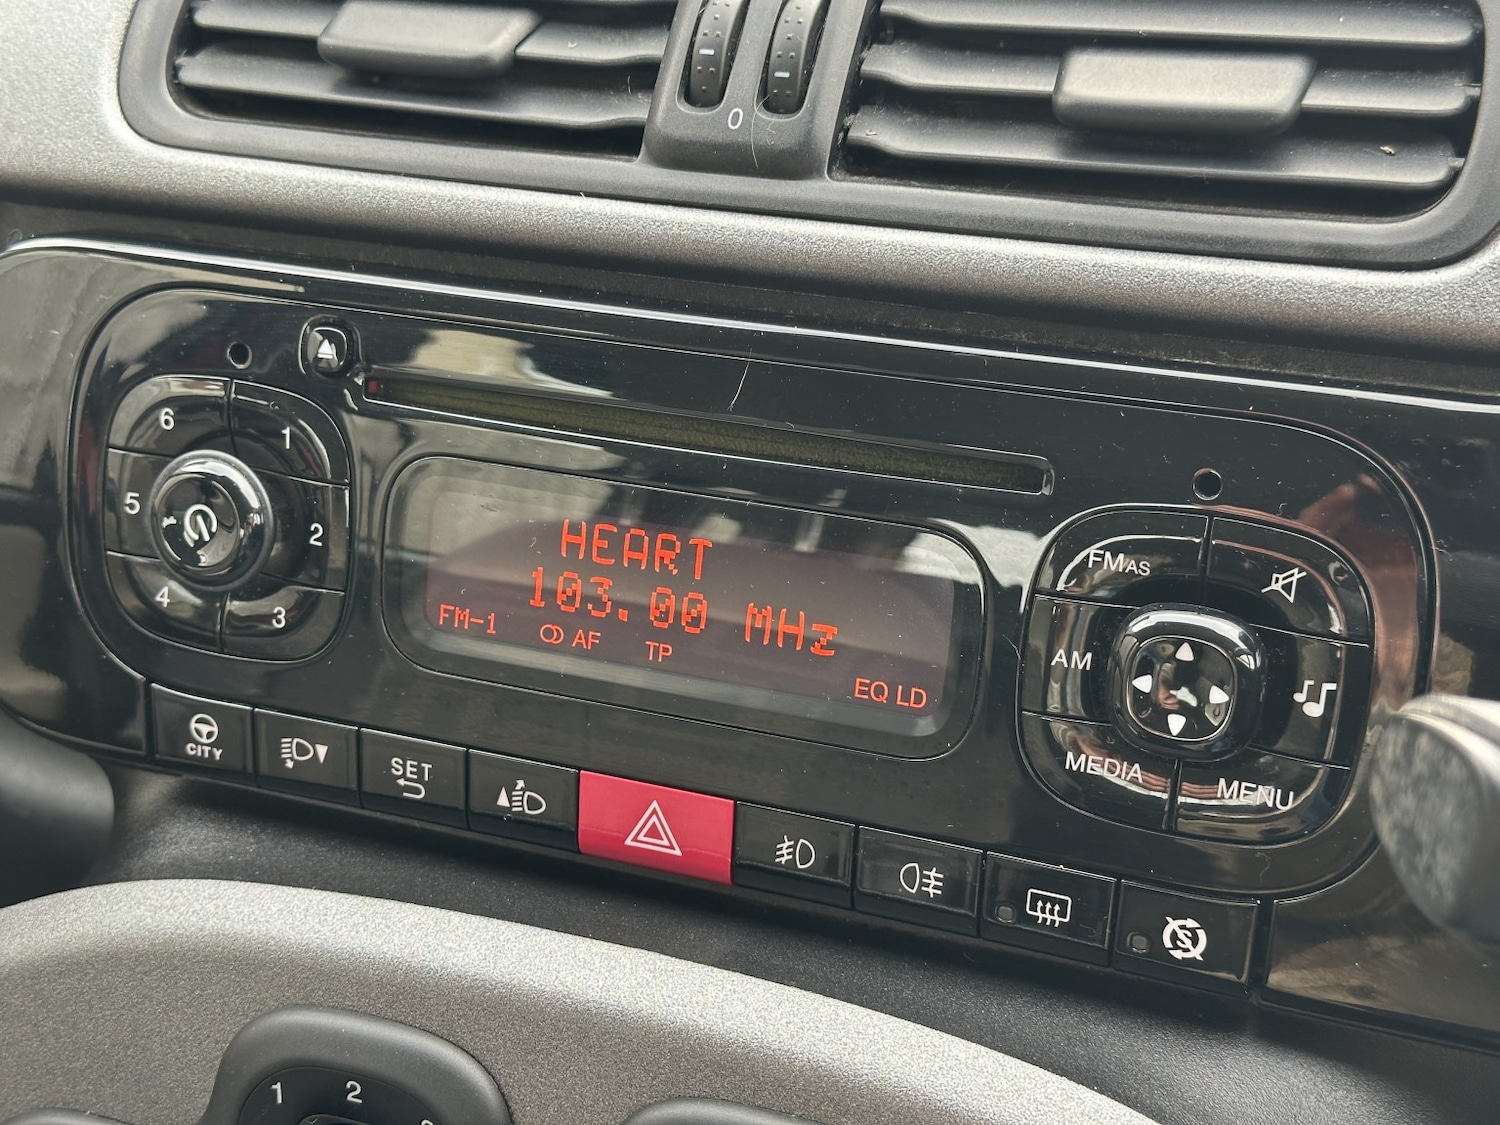 0
6
1
5
2
4
3
HEART
103.00 MHz
FM-1
AF
TP
EQ LD
FMAS
AM
MEDIA
MENU
CITY
SET
1
2